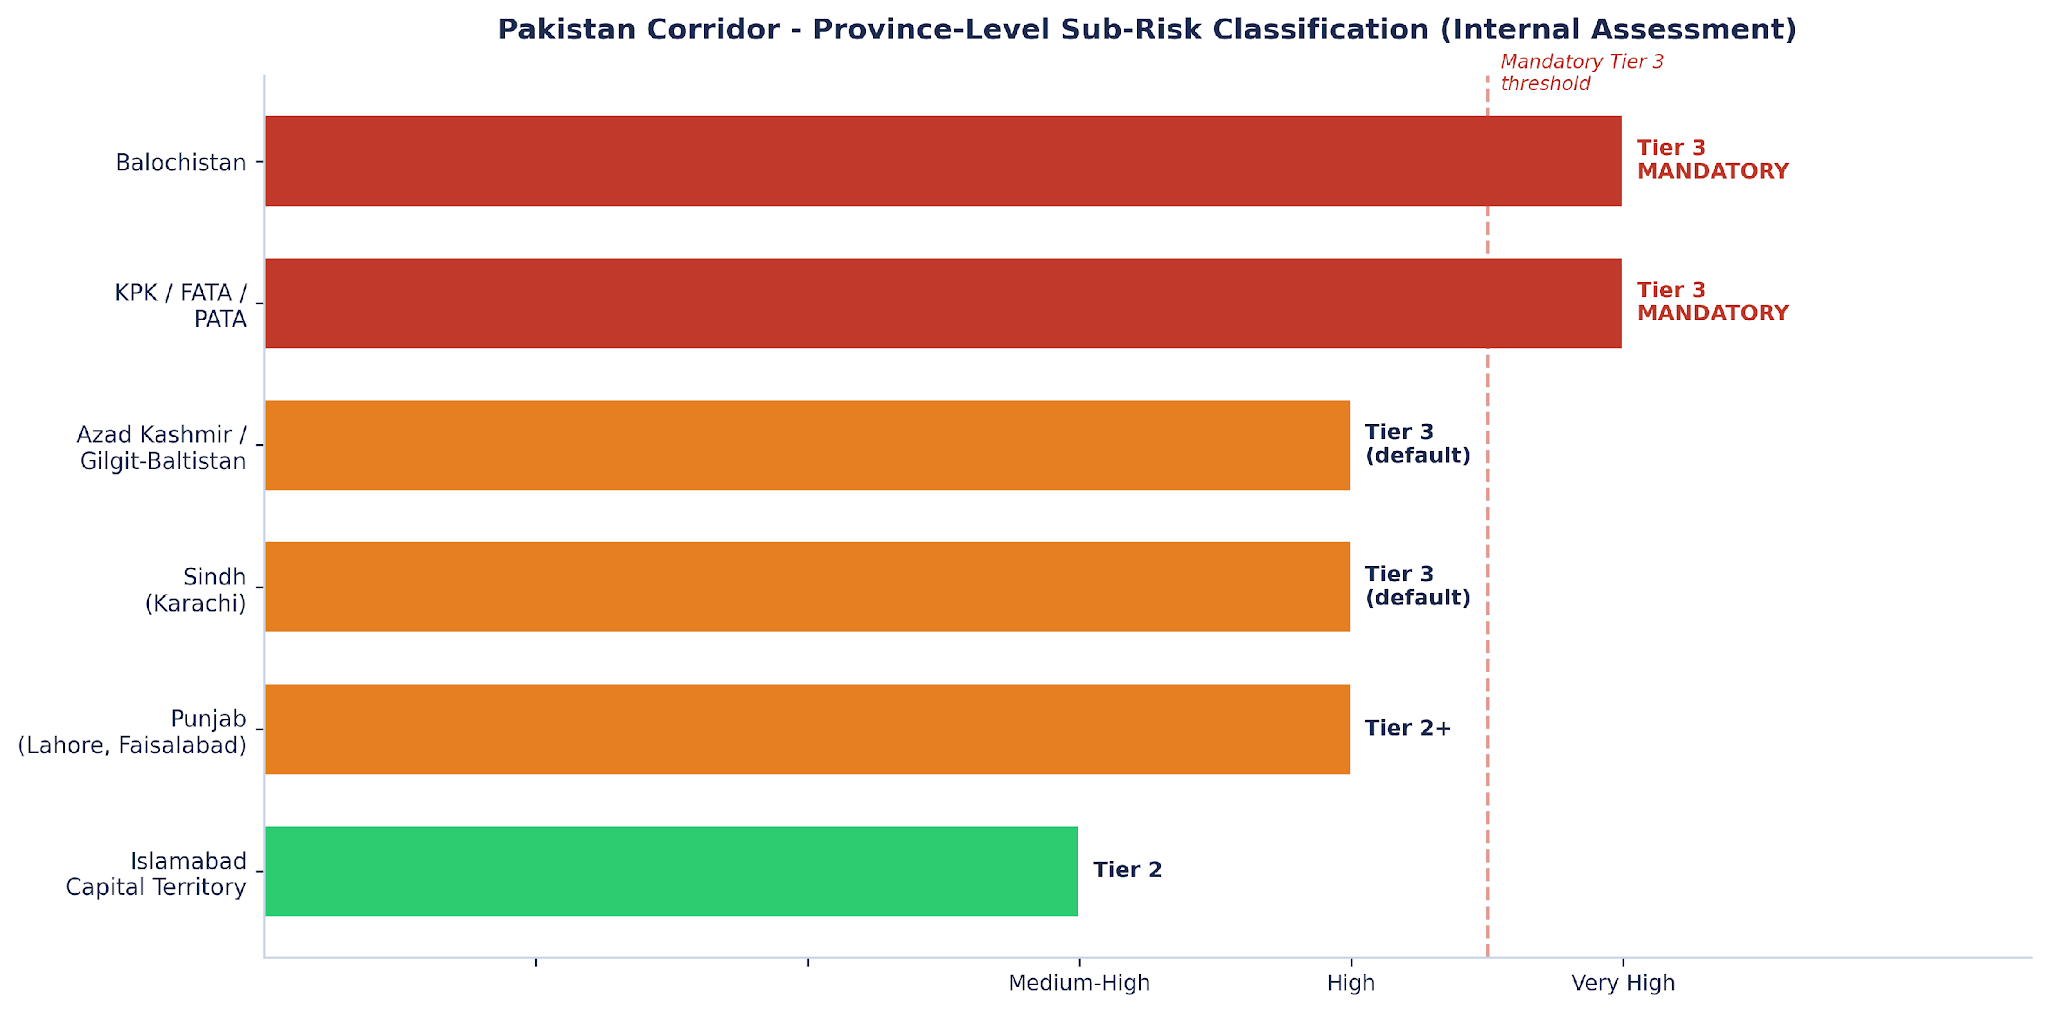 Pakistan Corridor - Province-Level Sub-Risk Classification (Internal Assessment)
Mandatory Tier 3
threshold
Balochistan
Tier 3
MANDATORY
KPK / FATA /
PATA
Tier 3
MANDATORY
Azad Kashmir /
Gilgit-Baltistan
Tier 3
(default)
Sindh
(Karachi)
Tier 3
(default)
Punjab
(Lahore, Faisalabad)
Tier 2+
Islamabad
Capital Territory
Tier 2
Medium-High
High
Very High